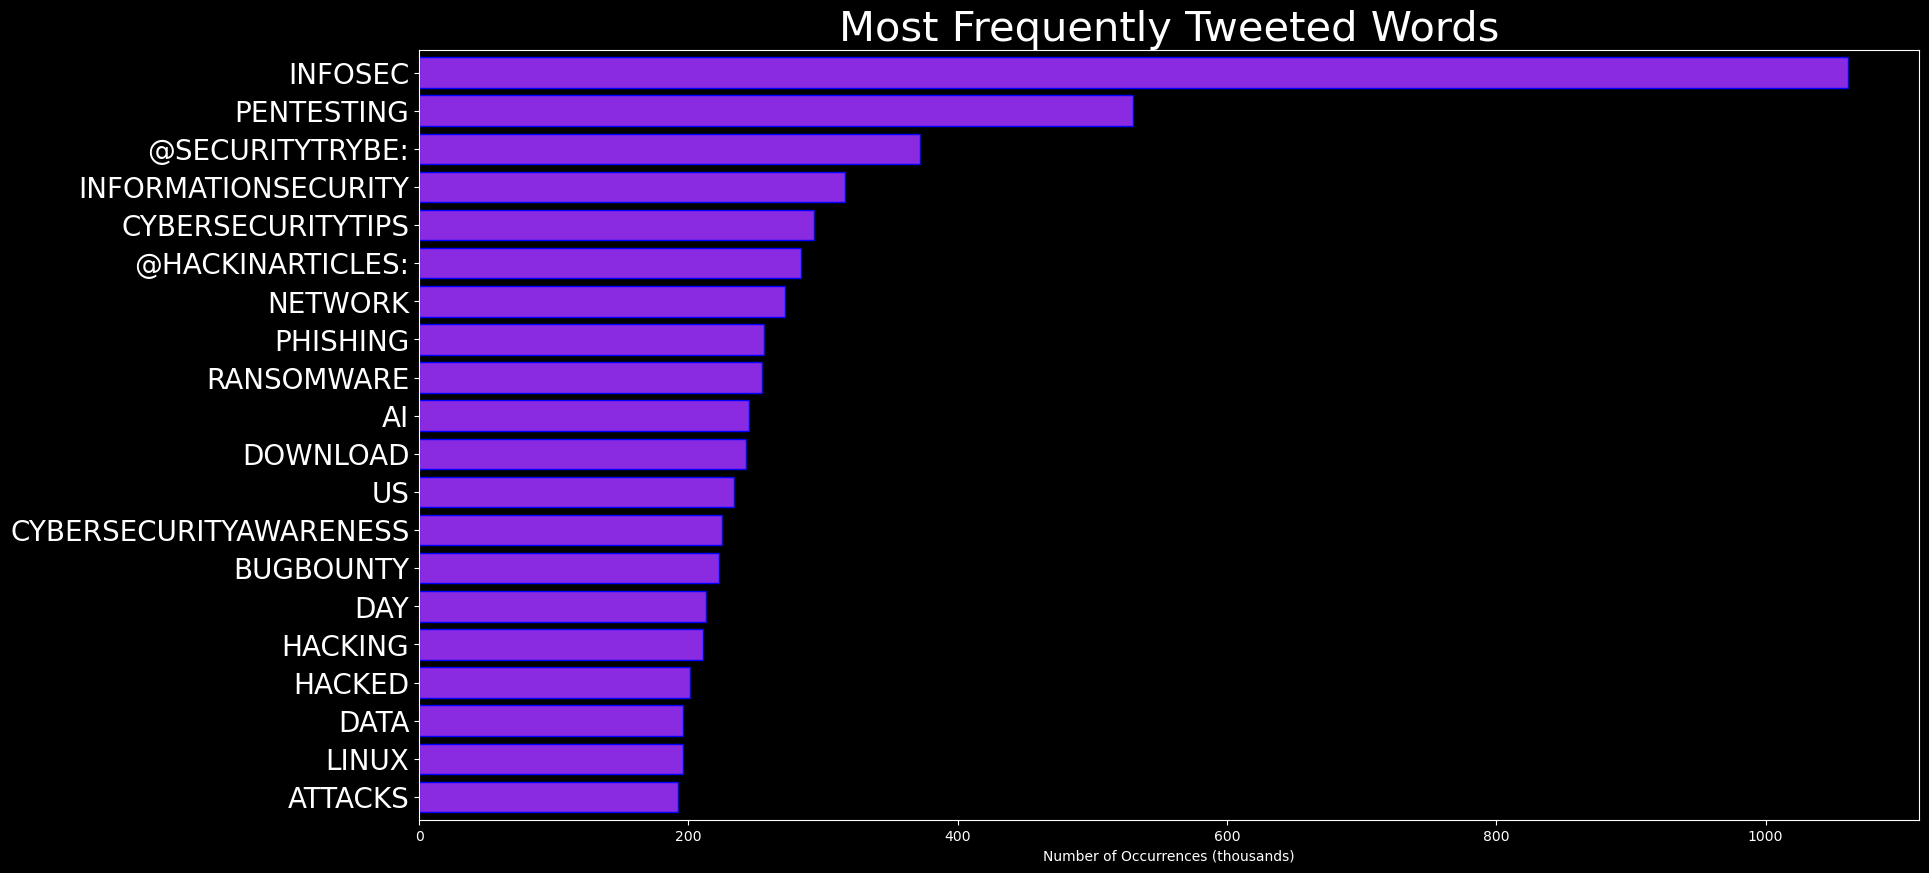 Most Frequently Tweeted Words
INFOSEC
PENTESTING
@SECURITYTRYBE:
INFORMATIONSECURITY
CYBERSECURITYTIPS
@HACKINARTICLES:
NETWORK
PHISHING
RANSOMWARE
AI
DOWNLOAD
US
CYBERSECURITYAWARENESS
BUGBOUNTY
DAY
HACKING
HACKED
DATA
LINUX
ATTACKS
0 200 400 600 800 1000
Number of Occurrences (thousands)